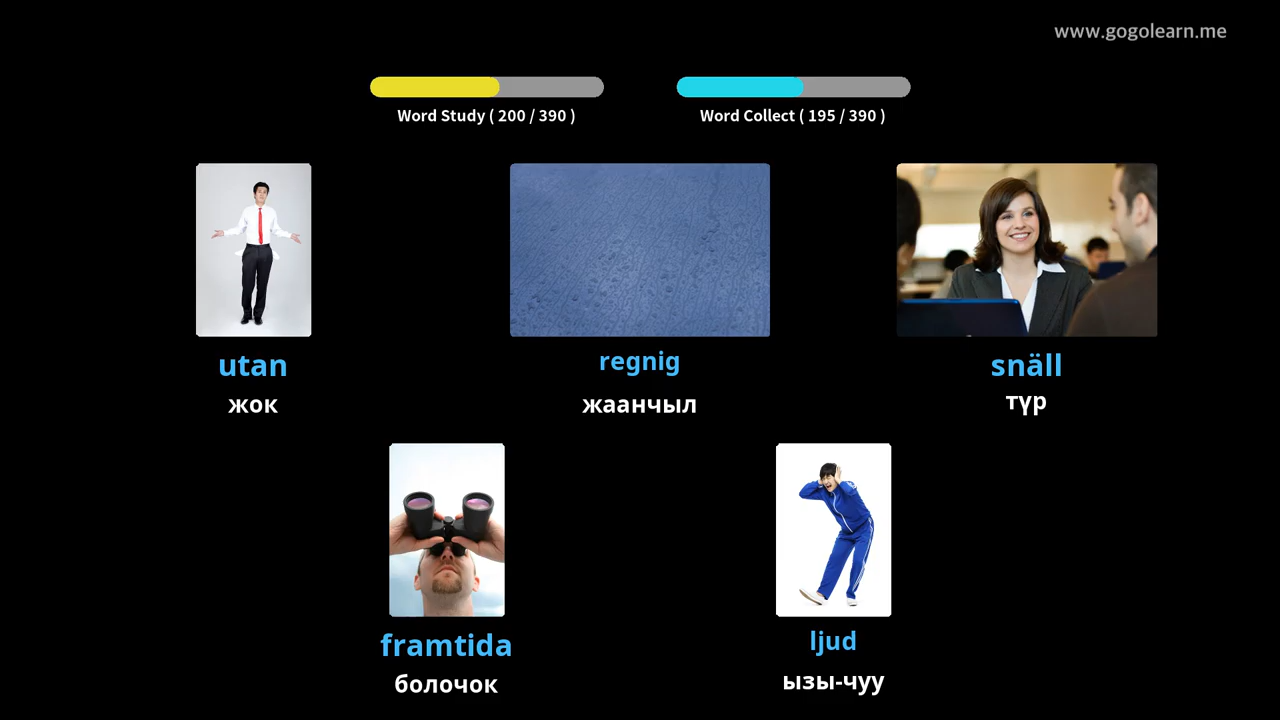 www.gogolearn.me
Word Study ( 200 / 390 )
Word Collect ( 195 / 390 )
utan
жок
regnig
жаанчыл
snäll
түр
framtida
болочок
ljud
ызы-чуу